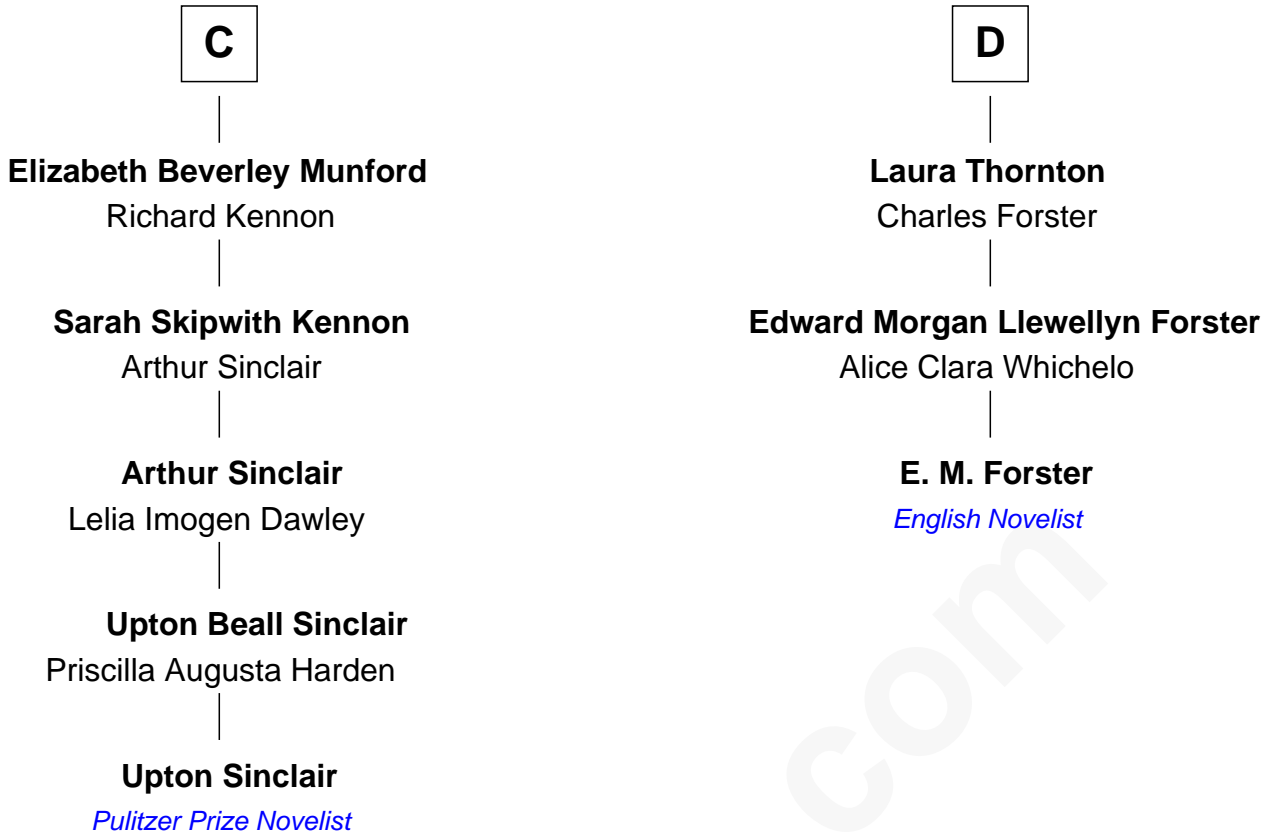 C
Elizabeth Beverley Munford
Richard Kennon
Sarah Skipwith Kennon
Arthur Sinclair
Arthur Sinclair
Lelia Imogen Dawley
Upton Beall Sinclair
Priscilla Augusta Harden
Upton Sinclair
Pulitzer Prize Novelist
D
Laura Thornton
Charles Forster
Edward Morgan Llewellyn Forster
Alice Clara Whichelo
E. M. Forster
English Novelist
com